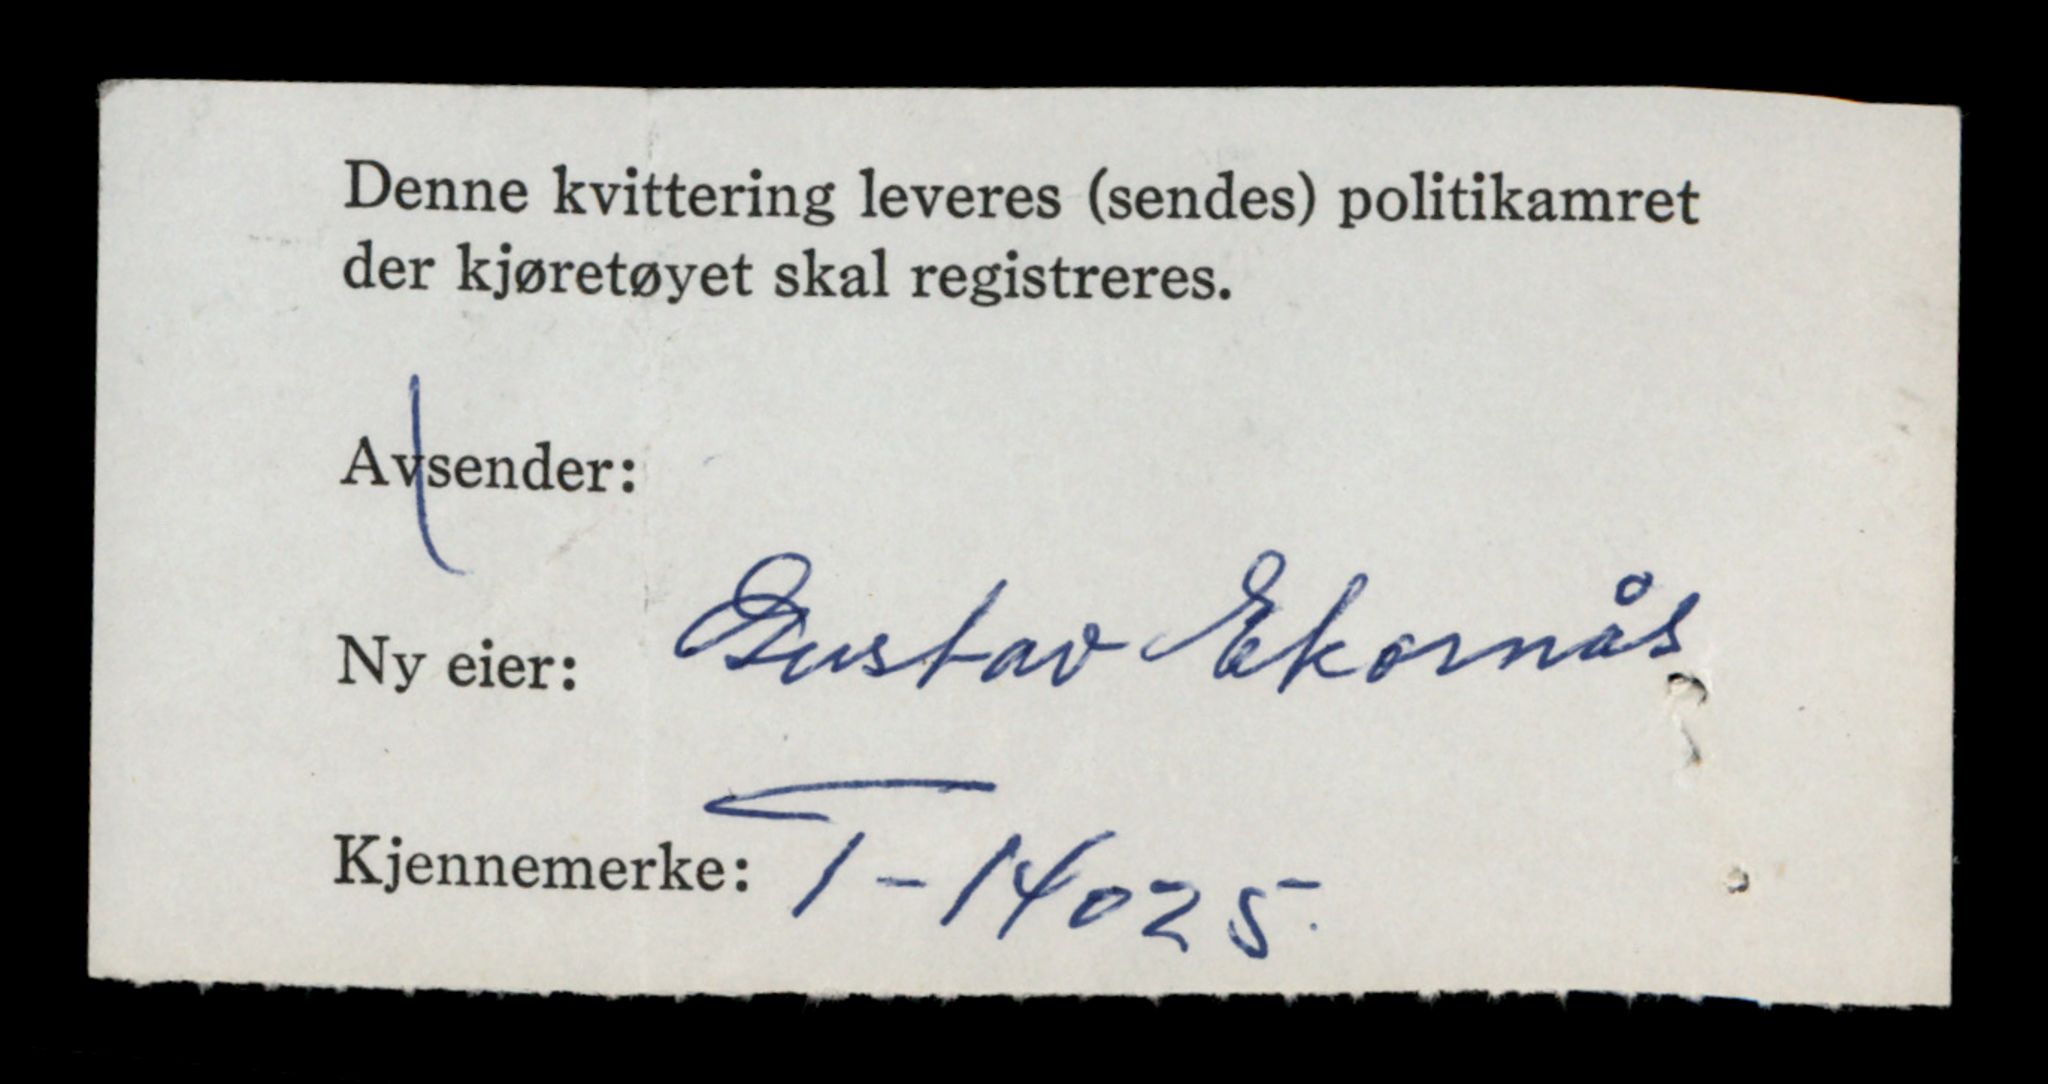 Denne kvittering leveres (sendes) politikamret
der kjøretøyet skal registreres.
Avsender:
Ny eier: Gustav Ekornås
Kjennemerke: T-14025.